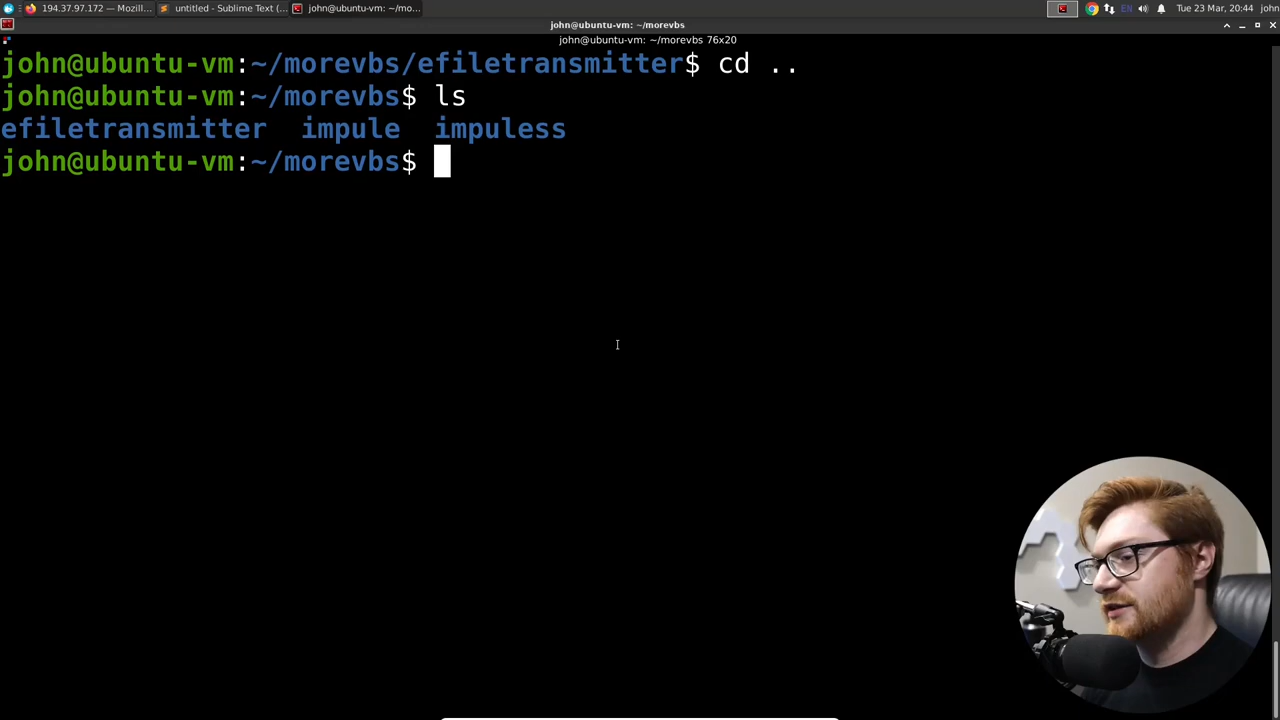 194.37.97.172 — Mozill...
untitled - Sublime Text (...
john@ubuntu-vm: ~/mo...
EN
Tue 23 Mar, 20:44
john
john@ubuntu-vm: ~/morevbs
john@ubuntu-vm: ~/morevbs 76x20
john@ubuntu-vm:~/morevbs/efiletransmitter$ cd ..
john@ubuntu-vm:~/morevbs$ ls
efiletransmitter impule impuless
john@ubuntu-vm:~/morevbs$